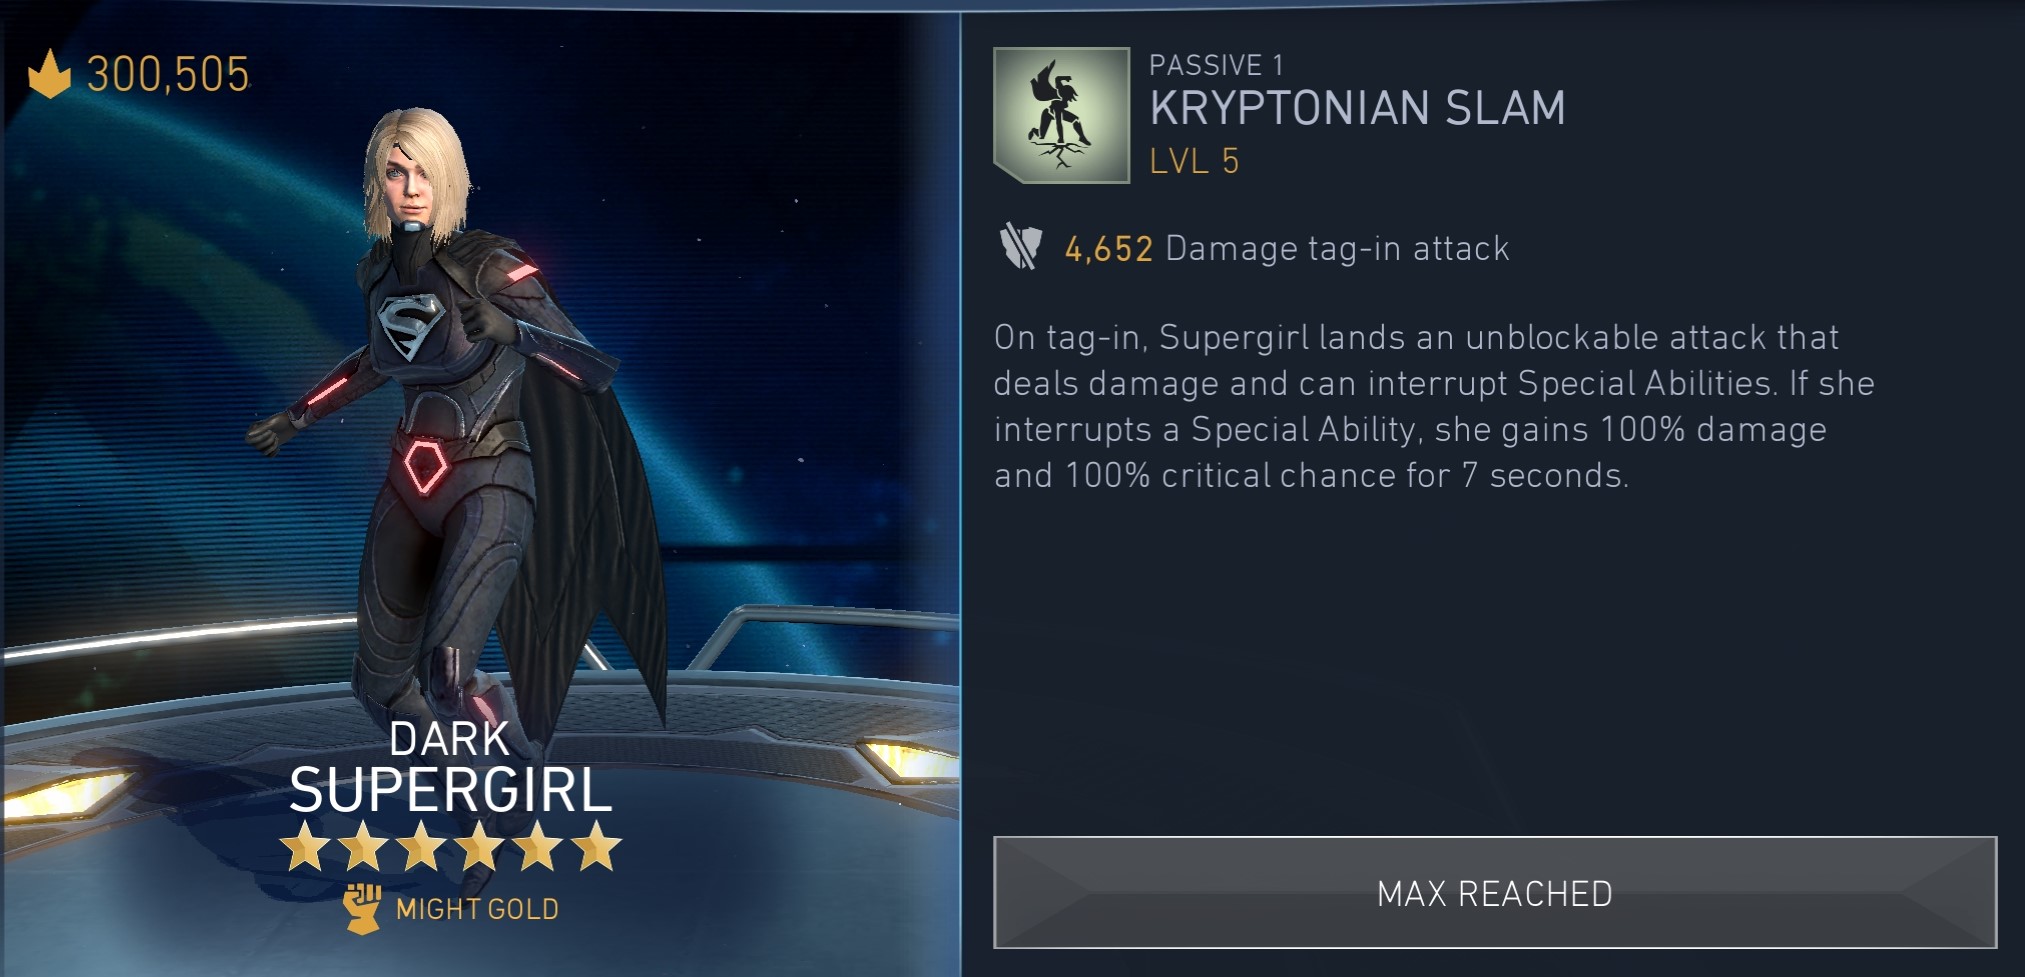 300,505
DARK
SUPERGIRL
MIGHT GOLD
PASSIVE 1
KRYPTONIAN SLAM
LVL 5
4,652 Damage tag-in attack
On tag-in, Supergirl lands an unblockable attack that
deals damage and can interrupt Special Abilities. If she
interrupts a Special Ability, she gains 100% damage
and 100% critical chance for 7 seconds.
MAX REACHED